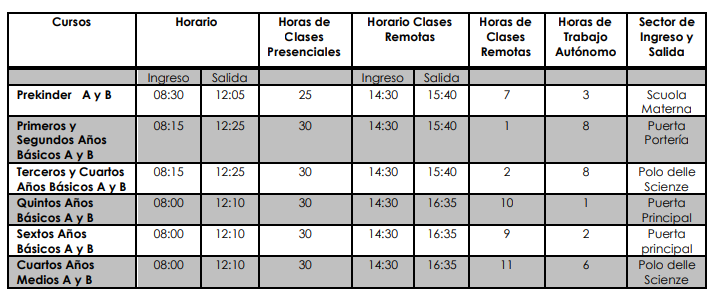 Cursos Horario Horas de Clases Presenciales Horario Clases Remotas Horas de Clases Remotas Horas de Trabajo Autónomo Sector de Ingreso y Salida
Ingreso Salida Ingreso Salida
Prekinder A y B 08:30 12:05 25 14:30 15:40 7 3 Scuola Materna
Primeros y Segundos Años Básicos A y B 08:15 12:25 30 14:30 15:40 1 8 Puerta Portería
Terceros y Cuartos Años Básicos A y B 08:15 12:25 30 14:30 15:40 2 8 Polo delle Scienze
Quintos Años Básicos A y B 08:00 12:10 30 14:30 16:35 10 1 Puerta Principal
Sextos Años Básicos A y B 08:00 12:10 30 14:30 16:35 9 2 Puerta principal
Cuartos Años Medios A y B 08:00 12:10 30 14:30 16:35 11 6 Polo delle Scienze